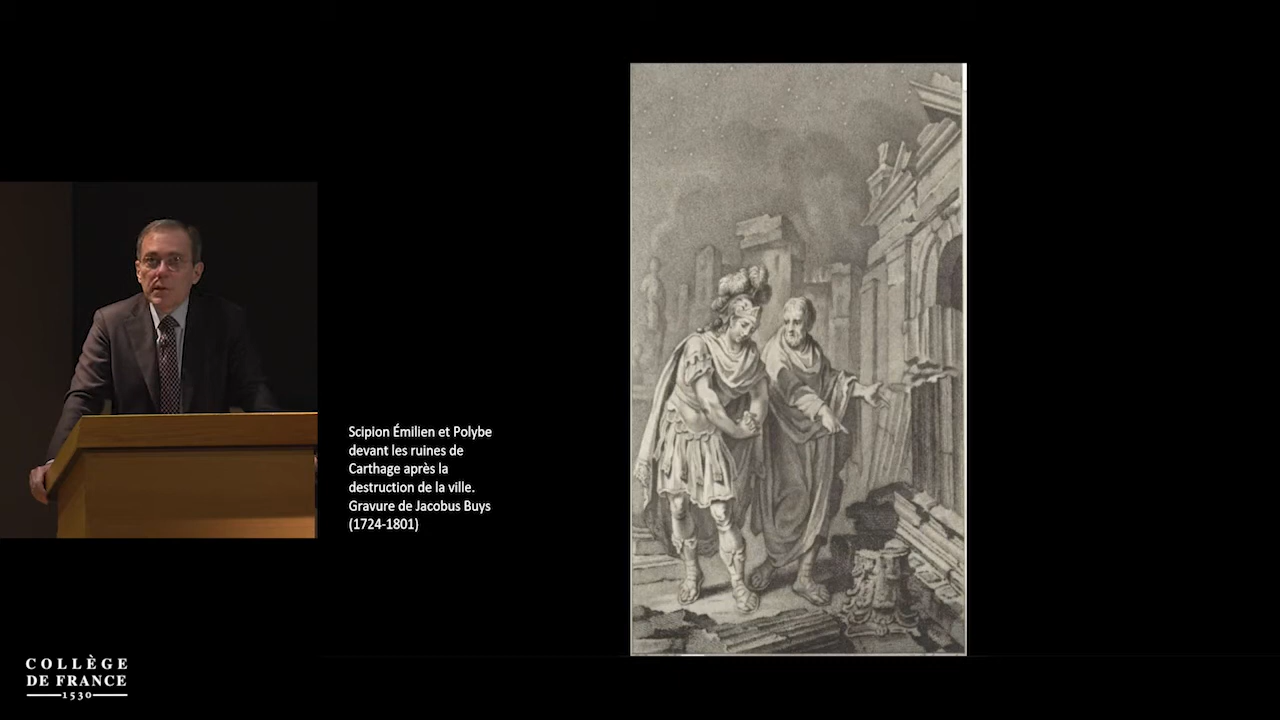 Scipion Émilien et Polybe
devant les ruines de
Carthage après la
destruction de la ville.
Gravure de Jacobus Buys
(1724-1801)
COLLÈGE
DE FRANCE
1530